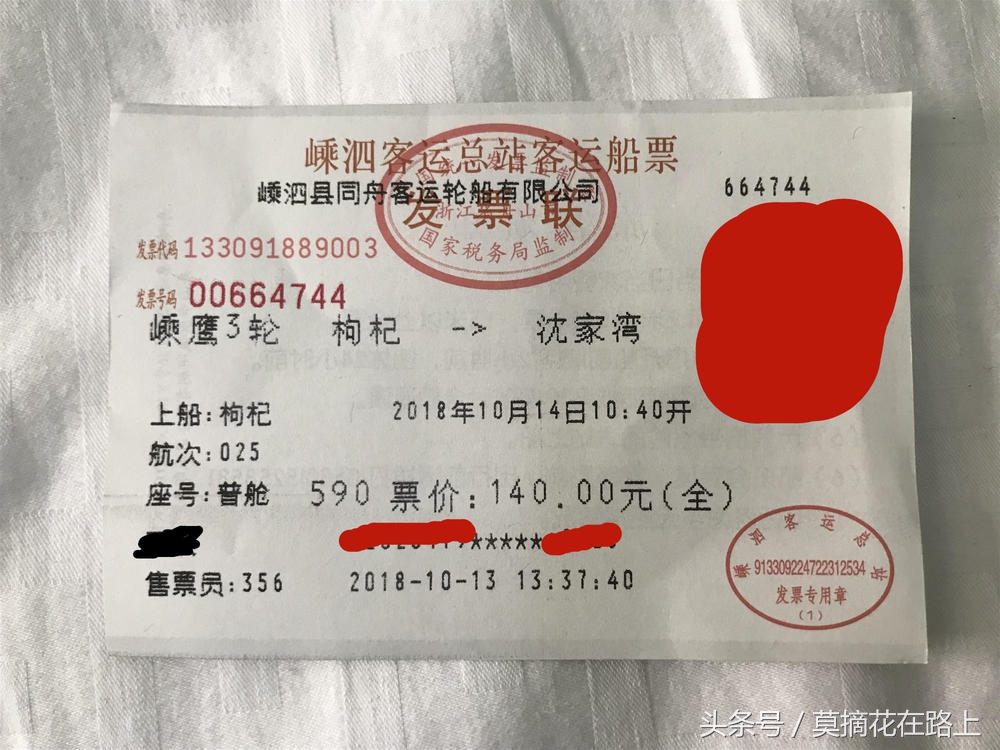 嵊泗客运总站客运船票
嵊泗县同舟客运轮船有限公司
664744
发票联
国家税务局监制
发票代码 133091889003
发票号码 00664744
嵊鹰3轮 枸杞 -> 沈家湾
上船:枸杞 2018年10月14日10:40开
航次:025
座号:普舱 590 票价:140.00元(全)
*****
售票员:356 2018-10-13 13:37:40
嵊泗客运总站
913309224722312534
发票专用章
(1)
头条号 / 莫摘花在路上